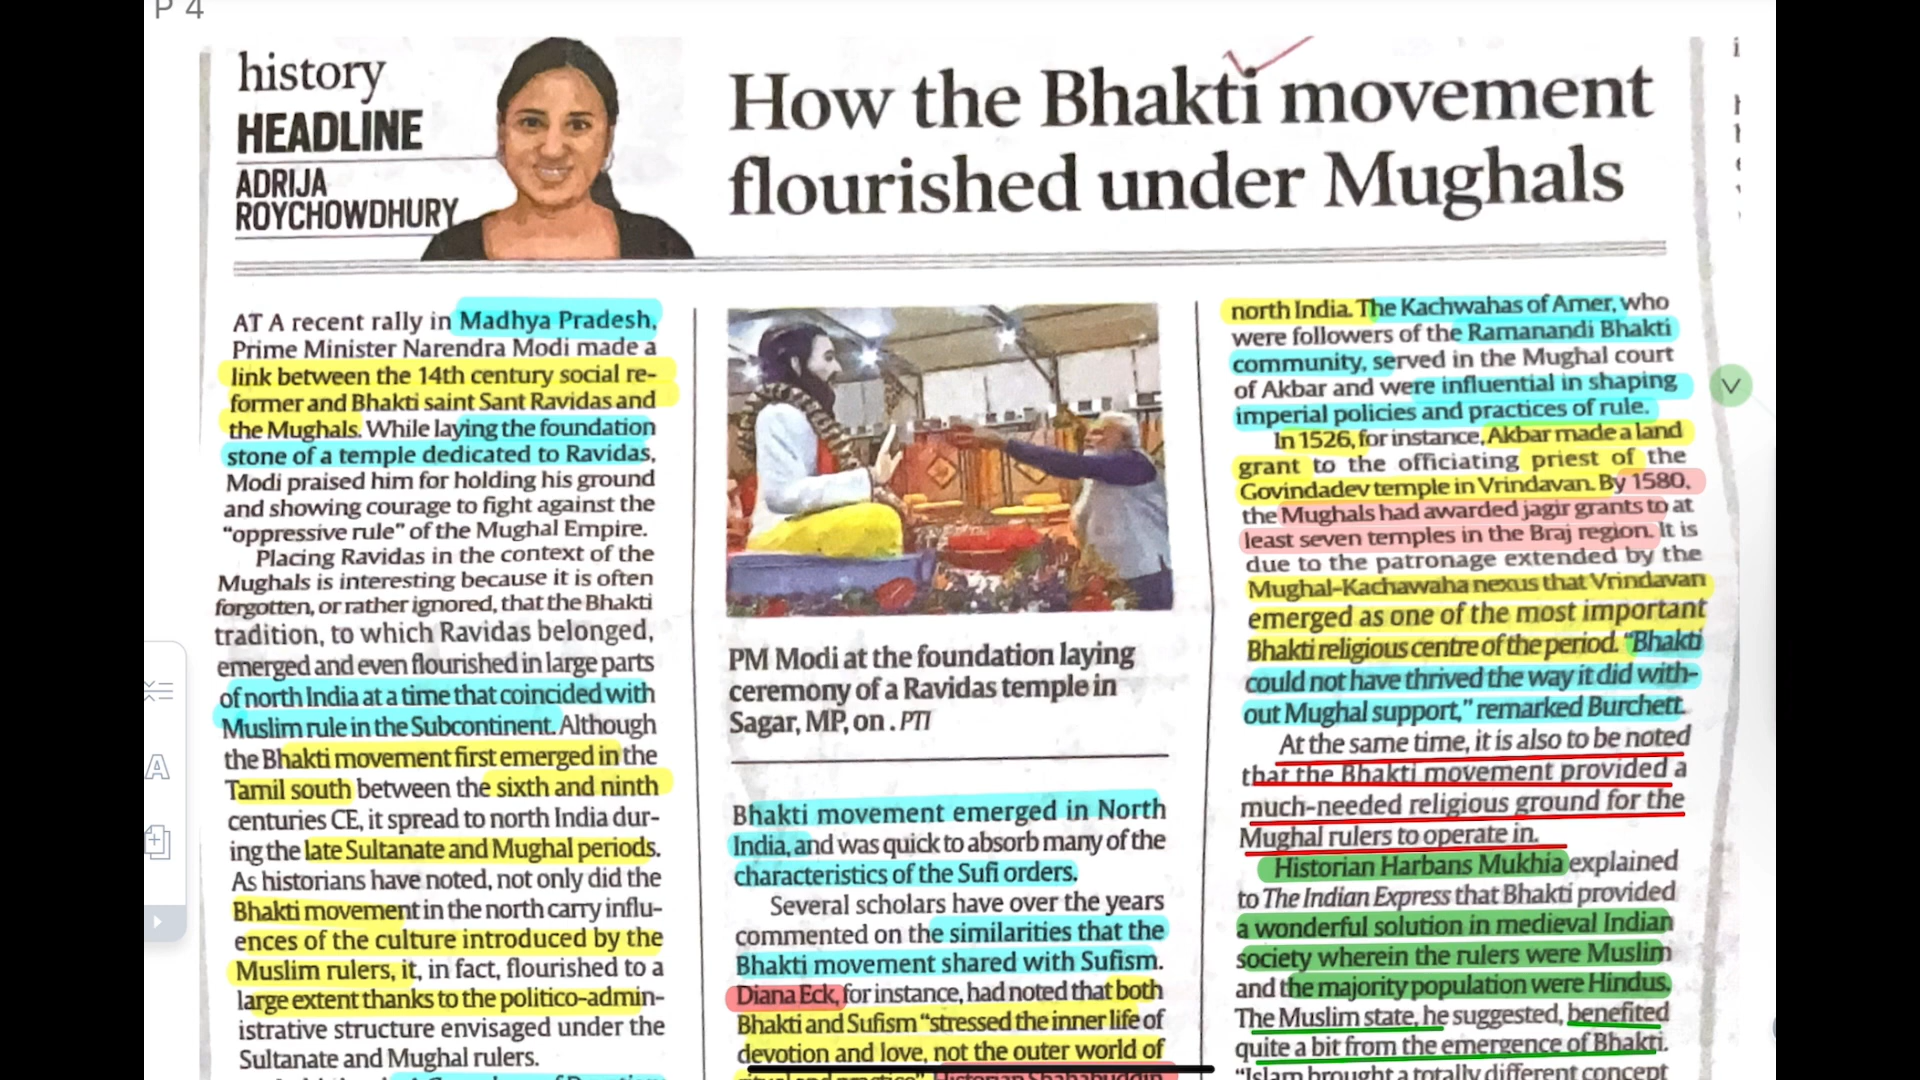 P 4
history
HEADLINE
ADRIJA
ROYCHOWDHURY
How the Bhakti movement
flourished under Mughals
AT A recent rally in Madhya Pradesh,
Prime Minister Narendra Modi made a
link between the 14th century social re-
former and Bhakti saint Sant Ravidas and
the Mughals. While laying the foundation
stone of a temple dedicated to Ravidas,
Modi praised him for holding his ground
and showing courage to fight against the
“oppressive rule” of the Mughal Empire.
Placing Ravidas in the context of the
Mughals is interesting because it is often
forgotten, or rather ignored, that the Bhakti
tradition, to which Ravidas belonged,
emerged and even flourished in large parts
of north India at a time that coincided with
Muslim rule in the Subcontinent. Although
the Bhakti movement first emerged in the
Tamil south between the sixth and ninth
centuries CE, it spread to north India dur-
ing the late Sultanate and Mughal periods.
As historians have noted, not only did the
Bhakti movement in the north carry influ-
ences of the culture introduced by the
Muslim rulers, it, in fact, flourished to a
large extent thanks to the politico-admin-
istrative structure envisaged under the
Sultanate and Mughal rulers.
PM Modi at the foundation laying
ceremony of a Ravidas temple in
Sagar, MP, on . PTI
Bhakti movement emerged in North
India, and was quick to absorb many of the
characteristics of the Sufi orders.
Several scholars have over the years
commented on the similarities that the
Bhakti movement shared with Sufism.
Diana Eck, for instance, had noted that both
Bhakti and Sufism “stressed the inner life of
devotion and love, not the outer world of
north India. The Kachwahas of Amer, who
were followers of the Ramanandi Bhakti
community, served in the Mughal court
of Akbar and were influential in shaping
imperial policies and practices of rule.
In 1526, for instance, Akbar made a land
grant to the officiating priest of the
Govindadev temple in Vrindavan. By 1580,
the Mughals had awarded jagir grants to at
least seven temples in the Braj region. It is
due to the patronage extended by the
Mughal-Kachawaha nexus that Vrindavan
emerged as one of the most important
Bhakti religious centre of the period. “Bhakti
could not have thrived the way it did with-
out Mughal support,” remarked Burchett.
At the same time, it is also to be noted
that the Bhakti movement provided a
much-needed religious ground for the
Mughal rulers to operate in.
Historian Harbans Mukhia explained
to The Indian Express that Bhakti provided
a wonderful solution in medieval Indian
society wherein the rulers were Muslim
and the majority population were Hindus.
The Muslim state, he suggested, benefited
quite a bit from the emergence of Bhakti.
“Islam brought a totally different concept